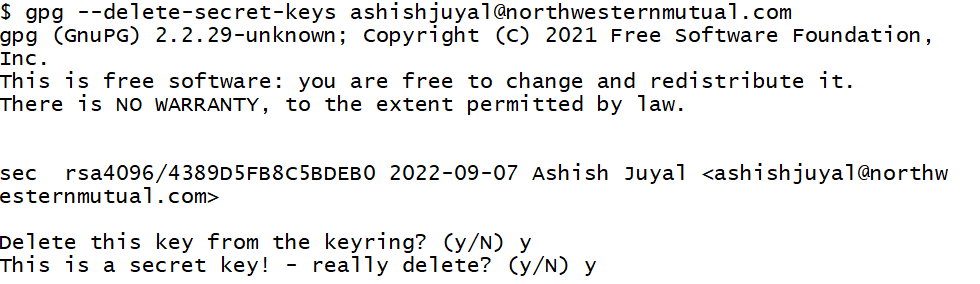 $ gpg --delete-secret-keys ashishjuyal@northwesternmutual.com
gpg (GnuPG) 2.2.29-unknown; Copyright (C) 2021 Free Software Foundation,
Inc.
This is free software: you are free to change and redistribute it.
There is NO WARRANTY, to the extent permitted by law.
sec  rsa4096/4389D5FB8C5BDEB0 2022-09-07 Ashish Juyal <ashishjuyal@northw
esternmutual.com>
Delete this key from the keyring? (y/N) y
This is a secret key! - really delete? (y/N) y